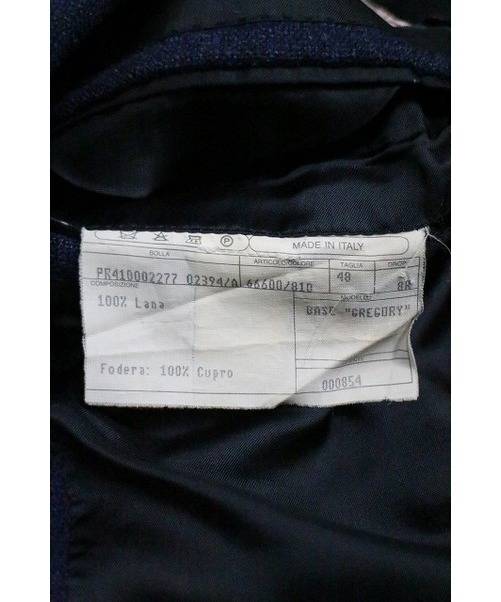 MADE IN ITALY
BOLLA ARTICOLO/COLORE TAGLIA DROP
PR410002277 02394/A 66600/810 48 8R
COMPOSIZIONE MODELLO
100% Lana BASE "GREGORY"
Fodera: 100% Cupro
000854